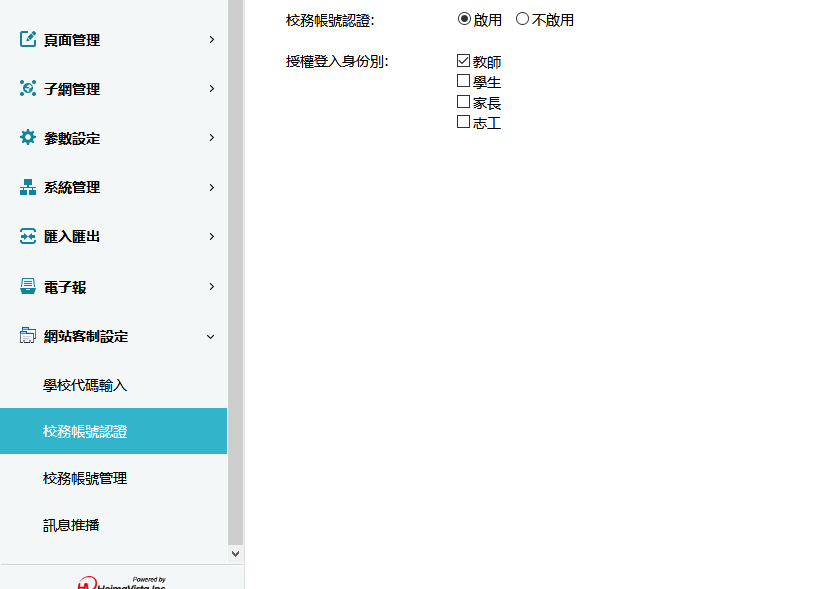 頁面管理
子網管理
參數設定
系統管理
匯入匯出
電子報
網站客制設定
學校代碼輸入
校務帳號認證
校務帳號管理
訊息推播
Powered by
HeimaVista Inc.
校務帳號認證: 啟用 不啟用
授權登入身份別: 教師
學生
家長
志工